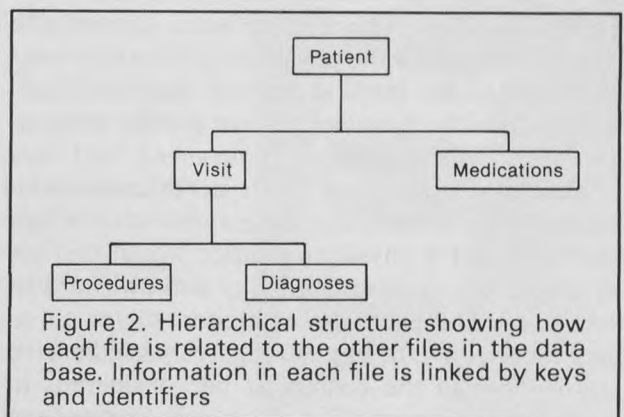 Patient
Visit
Medications
Procedures
Diagnoses
Figure 2. Hierarchical structure showing how
each file is related to the other files in the data
base. Information in each file is linked by keys
and identifiers